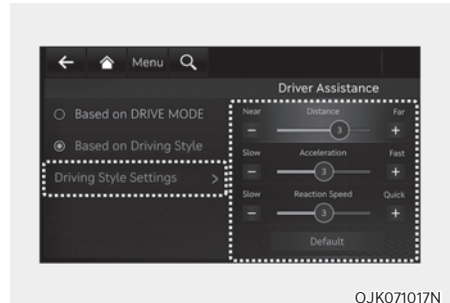 Menu
Driver Assistance
Based on DRIVE MODE
Based on Driving Style
Driving Style Settings >
Near Distance Far
− 3 +
Slow Acceleration Fast
− 3 +
Slow Reaction Speed Quick
− 3 +
Default
OJK071017N